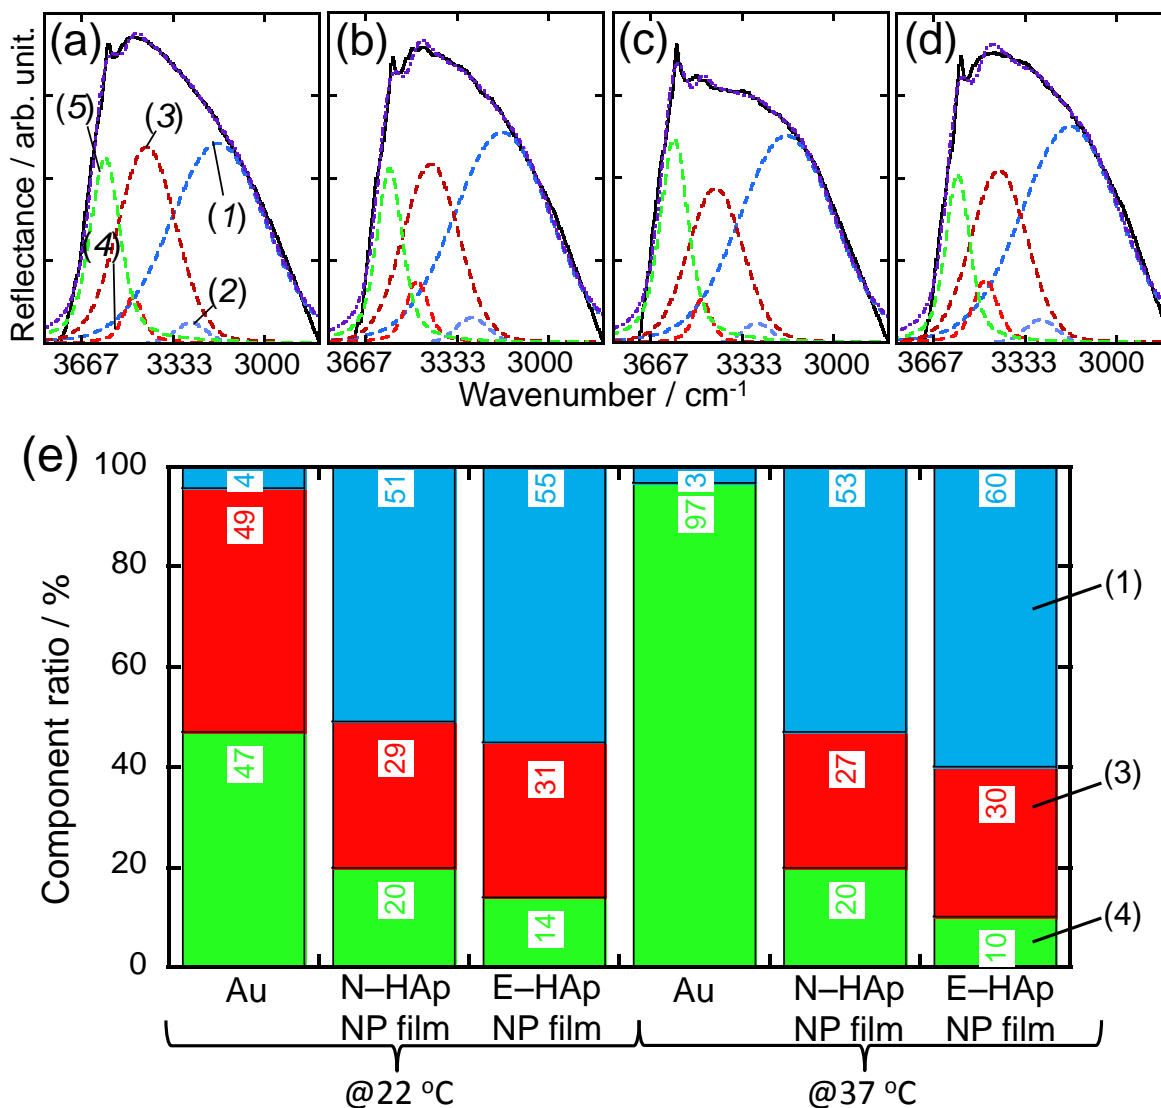 (a) (b) (c) (d)
Reflectance / arb. unit.
(5) (3)
(1)
(4)
(2)
3667 3333 3000 3667 3333 3000 3667 3333 3000 3667 3333 3000
Wavenumber / cm-1
(e)
Component ratio / %
100
80
60
40
20
0
4 51 55 3 53 60
49 97
29 31 27 30
47
20 14 20 10
(1)
(3)
(4)
Au N–HAp E–HAp Au N–HAp E–HAp
NP film NP film NP film NP film
@22 oC @37 oC